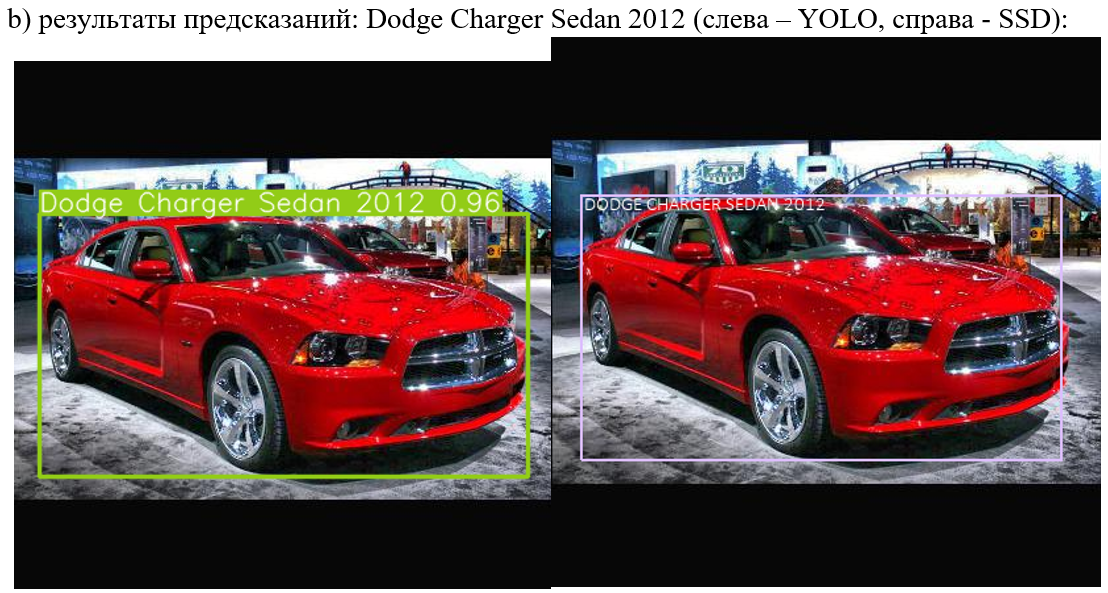 b) результаты предсказаний: Dodge Charger Sedan 2012 (слева – YOLO, справа - SSD):
Dodge Charger Sedan 2012 0.96
DODGE CHARGER SEDAN 2012